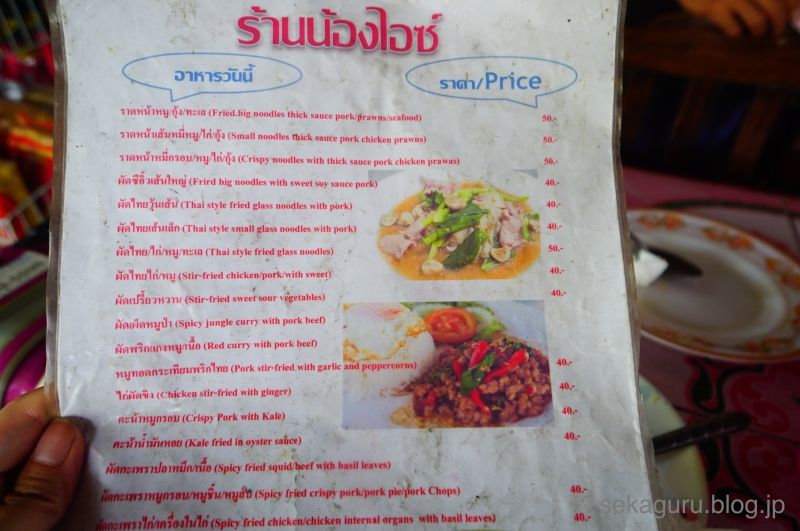 ร้านน้องไอซ์
อาหารวันนี้ ราคา/Price
ราดหน้าหมู/กุ้ง/ทะเล (Fried.big noodles thick sauce pork/prawns/seafood) 50.-
ราดหน้าเส้นหมี่หมู/ไก่/กุ้ง (Small noodles thick sauce pork chicken prawns) 50.-
ราดหน้าหมี่กรอบ/หมู/ไก่/กุ้ง (Crispy noodles with thick sauce pork chicken prawas) 50.-
ผัดซีอิ้วเส้นใหญ่ (Frird big noodles with sweet soy sauce pork) 40.-
ผัดไทยวุ้นเส้น (Thai style fried glass noodles with pork) 40.-
ผัดไทยเส้นเล็ก (Thai style small glass noodles with pork) 40.-
ผัดไทย/ไก่/หมู/ทะเล (Thai style fried glass noodles) 50.-
ผัดไทยไก่/หมู (Stir-fried chicken/pork/with sweet) 40.-
ผัดเปรี้ยวหวาน (Stir-fried sweet sour vegetables) 40.-
ผัดเผ็ดหมูป่า (Spicy jungle curry with pork beef)
ผัดพริกแกงหมู/เนื้อ (Red curry with pork beef)
หมูทอดกระเทียมพริกไทย (Pork stir-fried with garlic and peppercorns) 40.-
ไก่ผัดขิง (Chicken stir-fried with ginger) 40.-
คะน้าหมูกรอบ (Crispy Pork with Kale) 40.-
คะน้าน้ำมันหอย (Kale fried in oyster sauce) 40.-
ผัดกะเพราปลาหมึก/เนื้อ (Spicy fried squid/beef with basil leaves)
ผัดกะเพราหมูกรอบ/หมูชิ้น/หมูสับ (Spicy fried crispy pork/pork pie/pork Chops) 40.-
ผัดกะเพราไก่/เครื่องในไก่ (Spicy fried chicken/chicken internal organs with basil leaves) 40.-
sekaguru.blog.jp